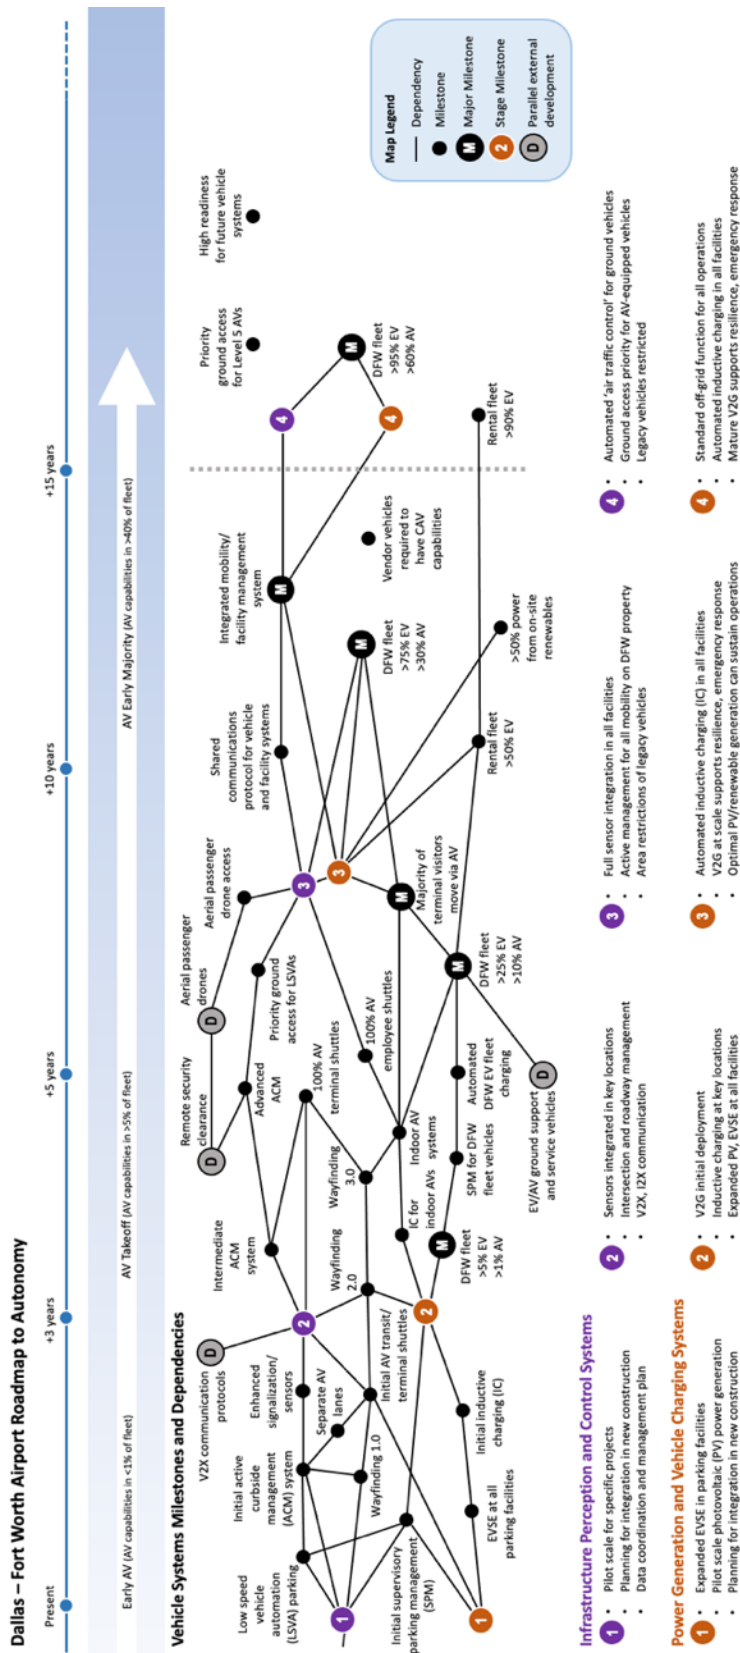 Dallas – Fort Worth Airport Roadmap to Autonomy
Present
+3 years
+5 years
+10 years
+15 years
Early AV (AV capabilities in <1% of fleet)
AV Takeoff (AV capabilities in >5% of fleet)
AV Early Majority (AV capabilities in >40% of fleet)
Vehicle Systems Milestones and Dependencies
V2X communication
protocols
D
Remote security
clearance
D
Aerial passenger
drones
D
Aerial passenger
drone access
Low speed
vehicle
automation
(LSVA) parking
Initial active
curbside
management
(ACM) system
Enhanced
signalization/
sensors
Separate AV
lanes
Intermediate
ACM
system
Advanced
ACM
Priority ground
access for LSVAs
100% AV
terminal shuttles
Wayfinding 1.0
Wayfinding
2.0
Wayfinding
3.0
100% AV
employee shuttles
Initial AV transit/
terminal shuttles
Initial supervisory
parking management
(SPM)
EVSE at all
parking facilities
Initial inductive
charging (IC)
IC for
indoor AVs
Indoor AV
systems
M
DFW fleet
>5% EV
>1% AV
SPM for DFW
fleet vehicles
Automated
DFW EV fleet
charging
M
DFW fleet
>25% EV
>10% AV
D
EV/AV ground support
and service vehicles
M
Majority of
terminal visitors
move via AV
1
1
2
2
3
3
4
4
Shared
communications
protocol for vehicle
and facility systems
Integrated mobility/
facility management
system
M
M
DFW fleet
>75% EV
>30% AV
Vendor vehicles
required to
have CAV
capabilities
>50% power
from on-site
renewables
Rental fleet
>50% EV
Rental fleet
>90% EV
M
DFW fleet
>95% EV
>60% AV
Priority
ground access
for Level 5 AVs
High readiness
for future vehicle
systems
Map Legend
Dependency
Milestone
M Major Milestone
2 Stage Milestone
D Parallel external
development
Infrastructure Perception and Control Systems
1
• Pilot scale for specific projects
• Planning for integration in new construction
• Data coordination and management plan
2
• Sensors integrated in key locations
• Intersection and roadway management
• V2X, I2X communication
3
• Full sensor integration in all facilities
• Active management for all mobility on DFW property
• Area restrictions of legacy vehicles
4
• Automated 'air traffic control' for ground vehicles
• Ground access priority for AV-equipped vehicles
• Legacy vehicles restricted
Power Generation and Vehicle Charging Systems
1
• Expanded EVSE in parking facilities
• Pilot scale photovoltaic (PV) power generation
• Planning for integration in new construction
2
• V2G initial deployment
• Inductive charging at key locations
• Expanded PV, EVSE at all facilities
3
• Automated inductive charging (IC) in all facilities
• V2G at scale supports resilience, emergency response
• Optimal PV/renewable generation can sustain operations
4
• Standard off-grid function for all operations
• Automated inductive charging in all facilities
• Mature V2G supports resilience, emergency response